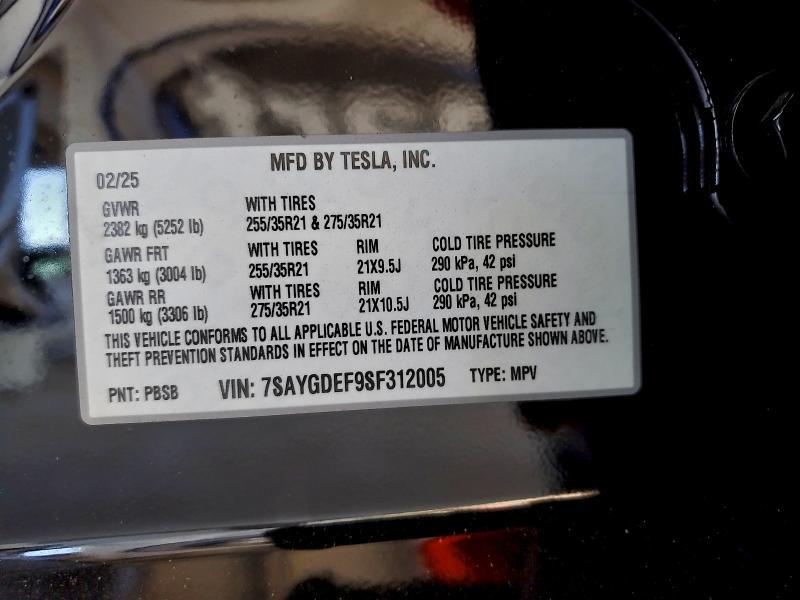 MFD BY TESLA, INC.
02/25
GVWR WITH TIRES
2382 kg (5252 lb) 255/35R21 & 275/35R21
GAWR FRT WITH TIRES RIM COLD TIRE PRESSURE
1363 kg (3004 lb) 255/35R21 21X9.5J 290 kPa, 42 psi
GAWR RR WITH TIRES RIM COLD TIRE PRESSURE
1500 kg (3306 lb) 275/35R21 21X10.5J 290 kPa, 42 psi
THIS VEHICLE CONFORMS TO ALL APPLICABLE U.S. FEDERAL MOTOR VEHICLE SAFETY AND
THEFT PREVENTION STANDARDS IN EFFECT ON THE DATE OF MANUFACTURE SHOWN ABOVE.
PNT: PBSB VIN: 7SAYGDEF9SF312005 TYPE: MPV